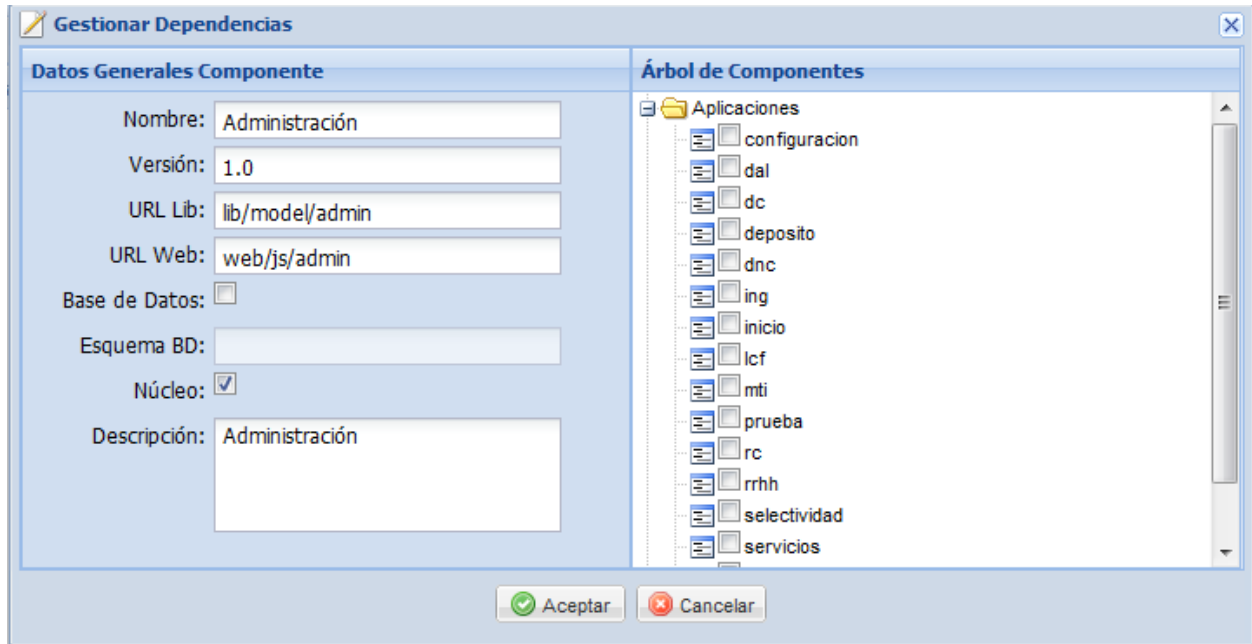 Gestionar Dependencias
Datos Generales Componente
Nombre: Administración
Versión: 1.0
URL Lib: lib/model/admin
URL Web: web/js/admin
Base de Datos:
Esquema BD:
Núcleo:
Descripción: Administración
Árbol de Componentes
Aplicaciones
configuracion
dal
dc
deposito
dnc
ing
inicio
lcf
mti
prueba
rc
rrhh
selectividad
servicios
Aceptar
Cancelar